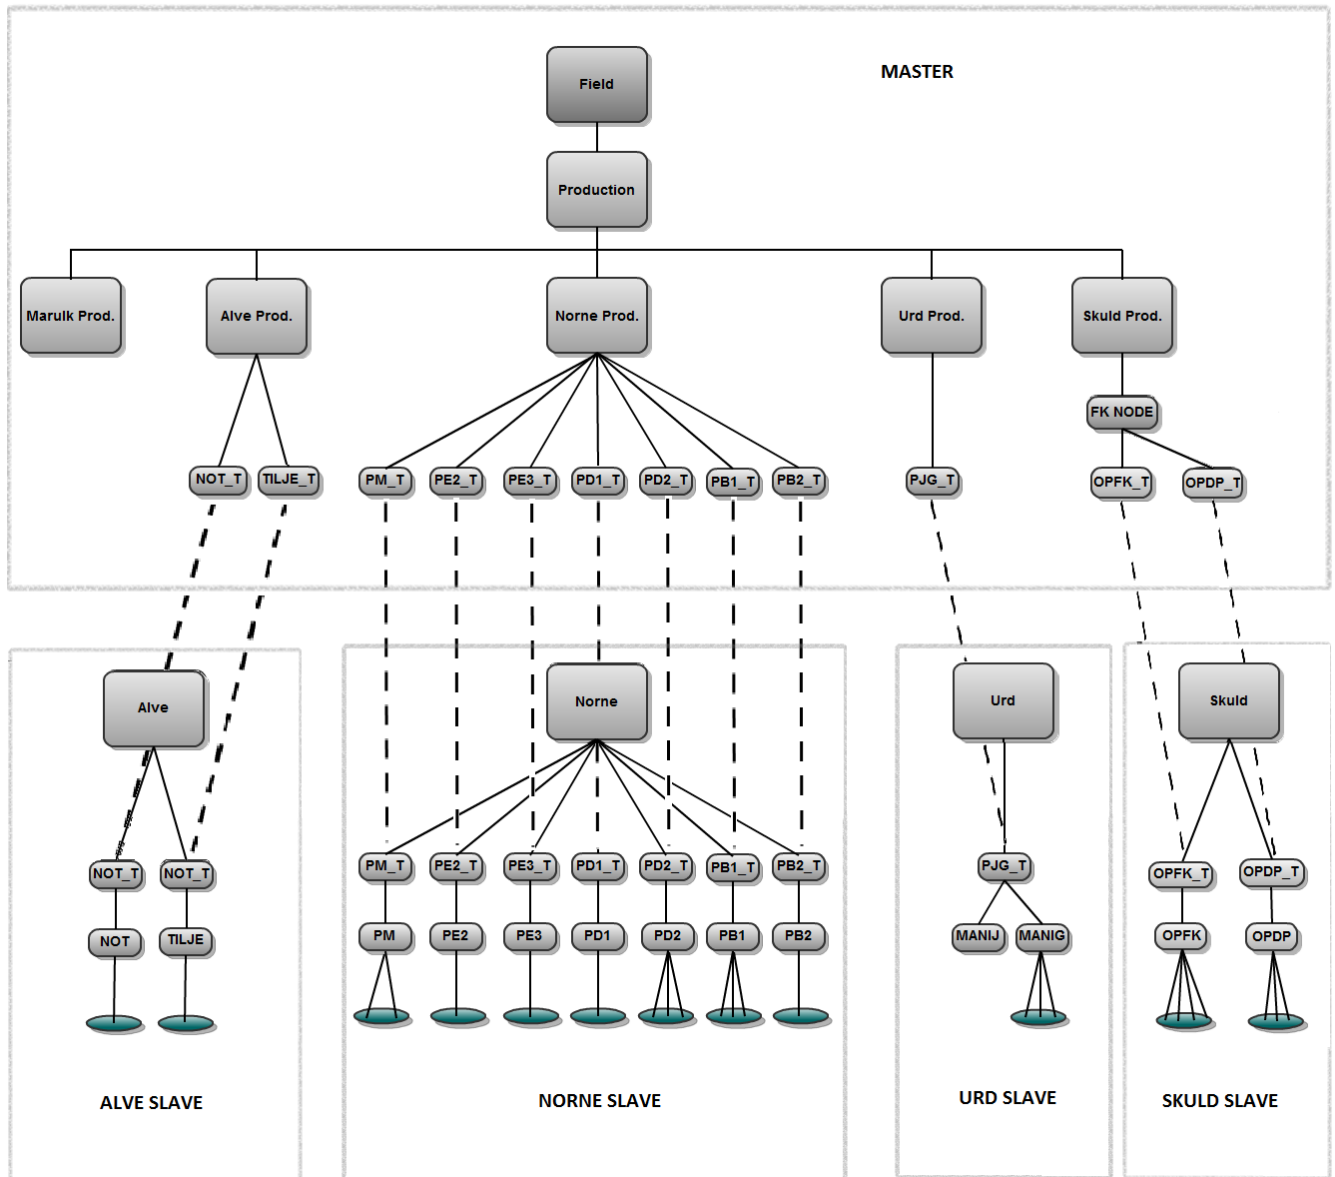 MASTER
Field
Production
Marulk Prod.
Alve Prod.
Norne Prod.
Urd Prod.
Skuld Prod.
FK NODE
NOT_T
TILJE_T
PM_T
PE2_T
PE3_T
PD1_T
PD2_T
PB1_T
PB2_T
PJG_T
OPFK_T
OPDP_T
Alve
Norne
Urd
Skuld
NOT_T
NOT_T
PM_T
PE2_T
PE3_T
PD1_T
PD2_T
PB1_T
PB2_T
PJG_T
OPFK_T
OPDP_T
NOT
TILJE
PM
PE2
PE3
PD1
PD2
PB1
PB2
MANIJ
MANIG
OPFK
OPDP
ALVE SLAVE
NORNE SLAVE
URD SLAVE
SKULD SLAVE